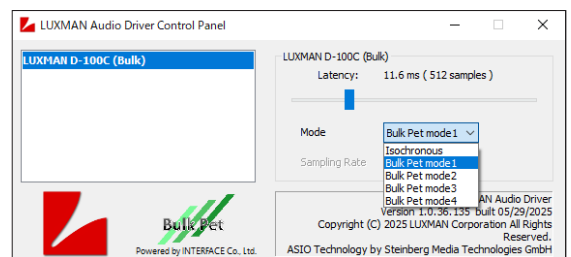 LUXMAN Audio Driver Control Panel
LUXMAN D-100C (Bulk)
LUXMAN D-100C (Bulk)
Latency: 11.6 ms ( 512 samples )
Mode Bulk Pet mode1
Isochronous
Bulk Pet mode1
Bulk Pet mode2
Bulk Pet mode3
Bulk Pet mode4
Sampling Rate
Bulk Pet
Powered by INTERFACE Co., Ltd.
AN Audio Driver
Version 1.0.36.135 built 05/29/2025
Copyright (C) 2025 LUXMAN Corporation All Rights
Reserved.
ASIO Technology by Steinberg Media Technologies GmbH